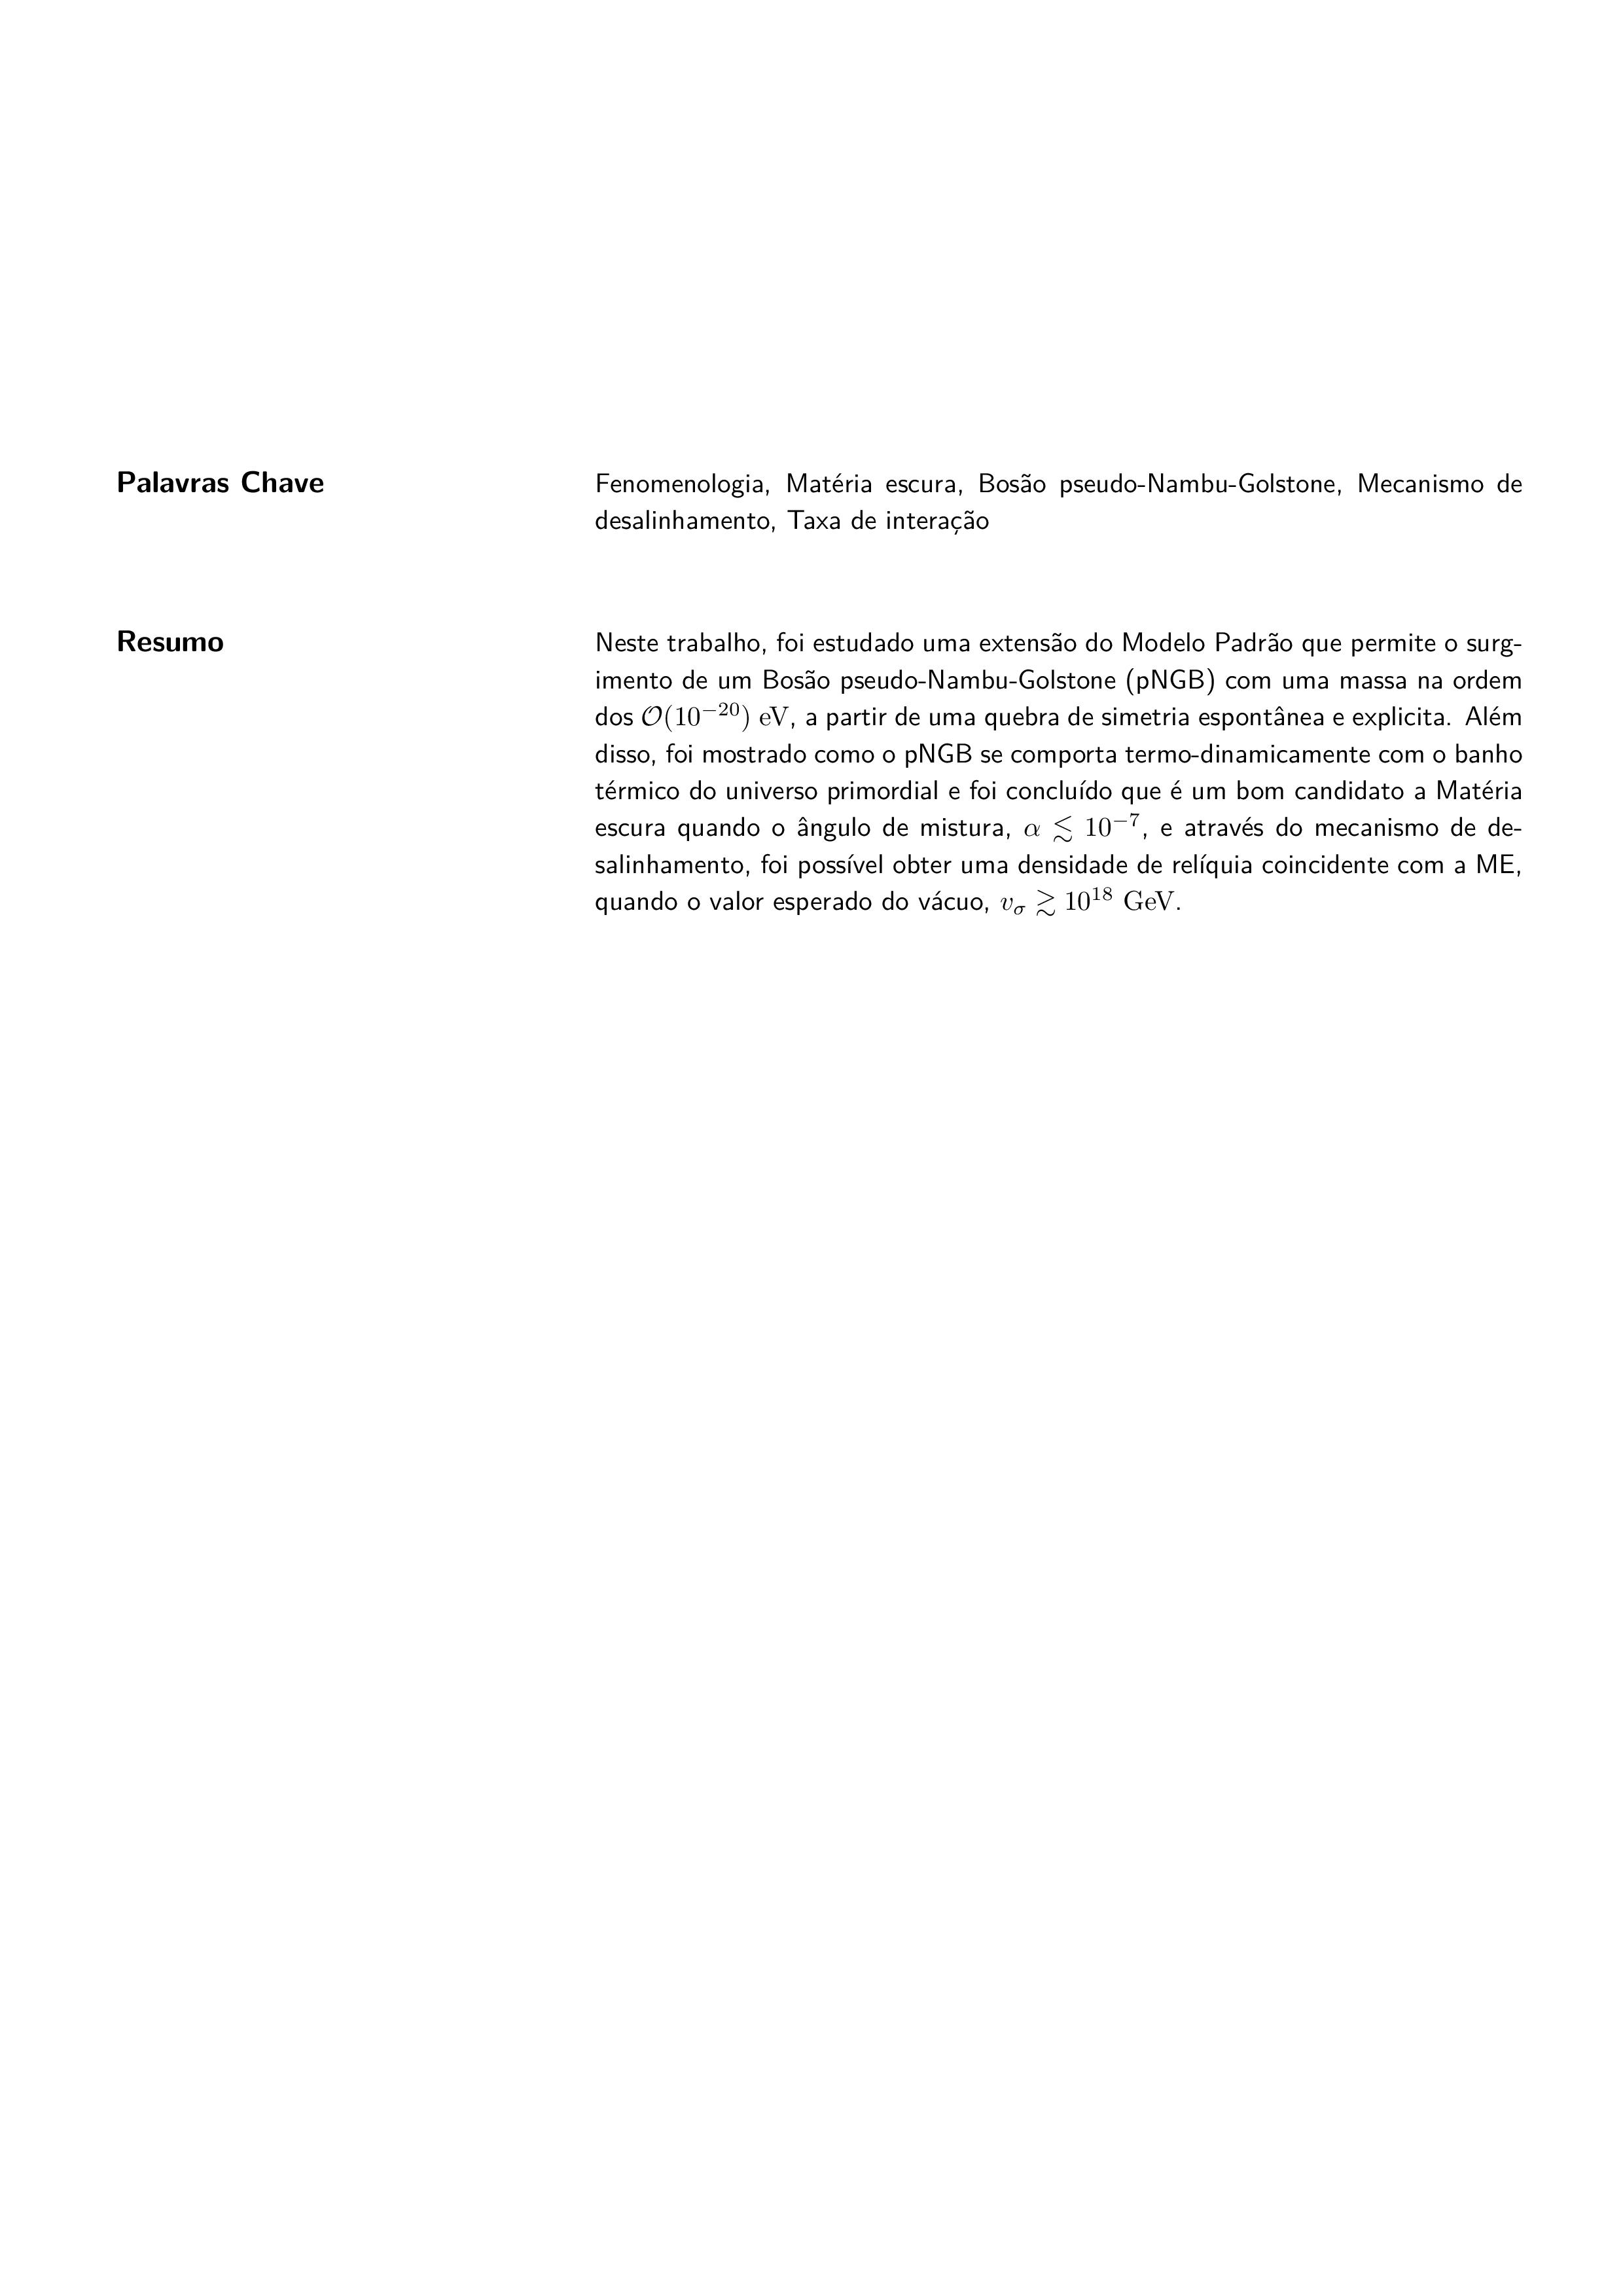 Palavras Chave
Fenomenologia, Matéria escura, Bosão pseudo-Nambu-Golstone, Mecanismo de
desalinhamento, Taxa de interação
Resumo
Neste trabalho, foi estudado uma extensão do Modelo Padrão que permite o surg-
imento de um Bosão pseudo-Nambu-Golstone (pNGB) com uma massa na ordem
dos $\mathcal{O}(10^{-20})$ eV, a partir de uma quebra de simetria espontânea e explicita. Além
disso, foi mostrado como o pNGB se comporta termo-dinamicamente com o banho
térmico do universo primordial e foi concluído que é um bom candidato a Matéria
escura quando o ângulo de mistura, $\alpha \lesssim 10^{-7}$, e através do mecanismo de de-
salinhamento, foi possível obter uma densidade de relíquia coincidente com a ME,
quando o valor esperado do vácuo, $v_\sigma \gtrsim 10^{18}$ GeV.